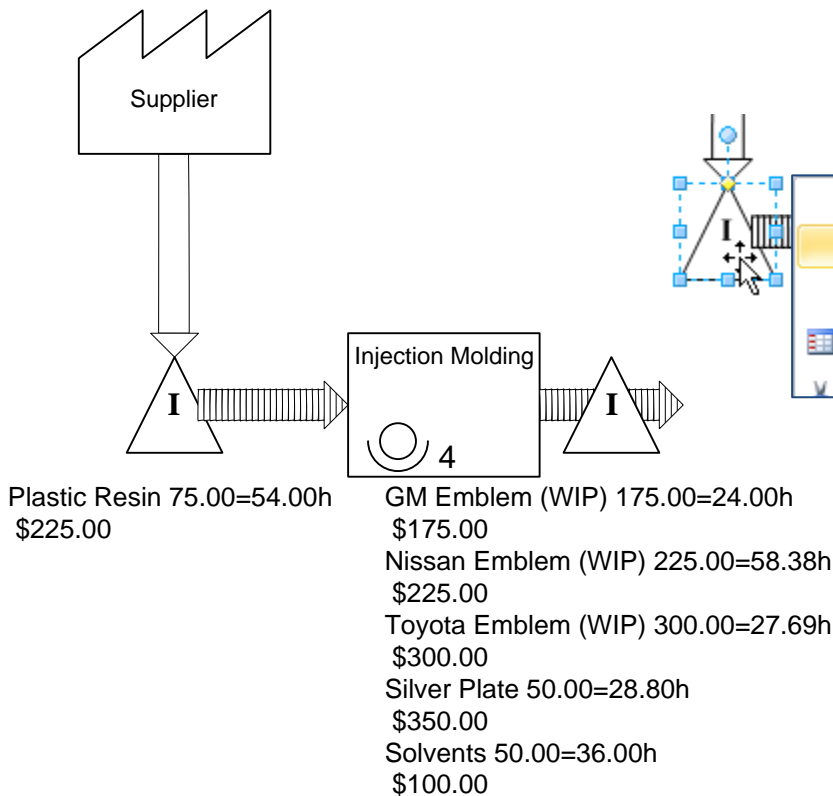 Supplier
I
Injection Molding
I
I
4
Plastic Resin 75.00=54.00h
$225.00
GM Emblem (WIP) 175.00=24.00h
$175.00
Nissan Emblem (WIP) 225.00=58.38h
$225.00
Toyota Emblem (WIP) 300.00=27.69h
$300.00
Silver Plate 50.00=28.80h
$350.00
Solvents 50.00=36.00h
$100.00